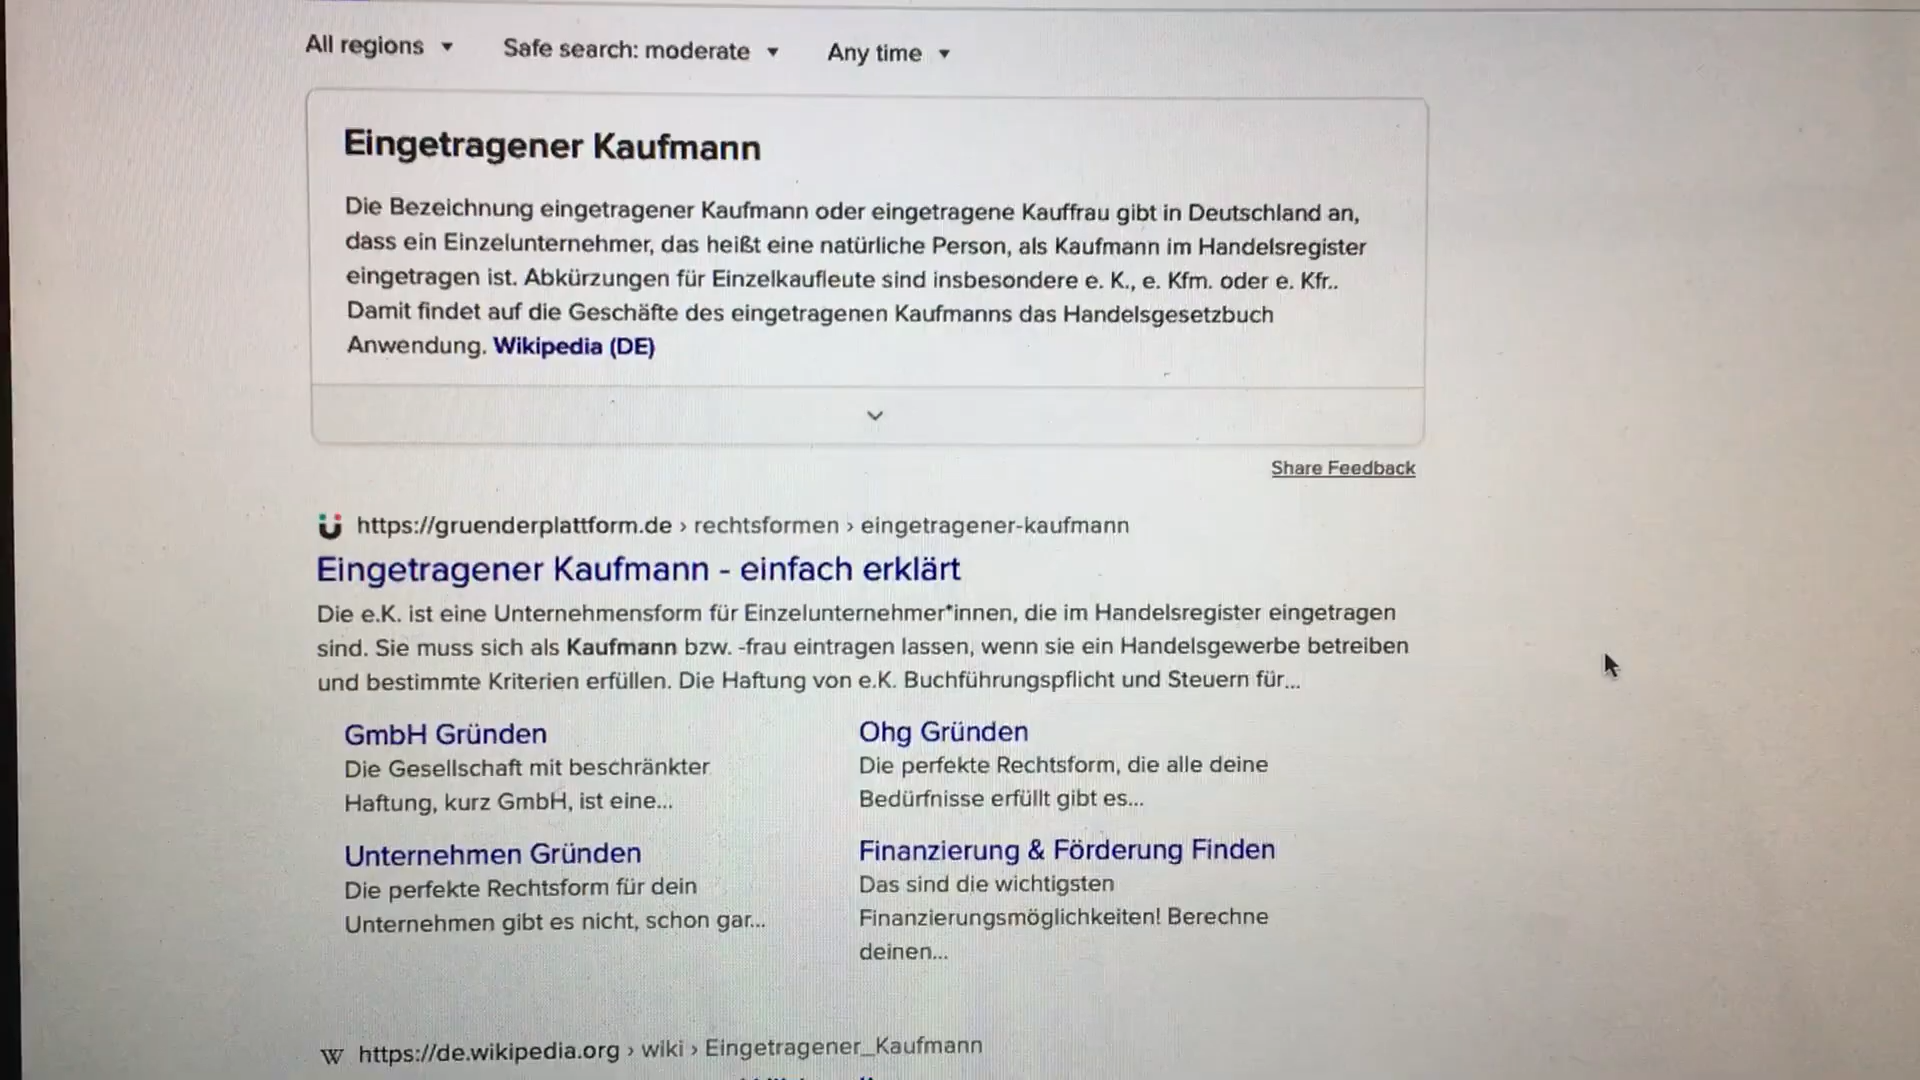 All regions Safe search: moderate Any time
Eingetragener Kaufmann
Die Bezeichnung eingetragener Kaufmann oder eingetragene Kauffrau gibt in Deutschland an,
dass ein Einzelunternehmer, das heißt eine natürliche Person, als Kaufmann im Handelsregister
eingetragen ist. Abkürzungen für Einzelkaufleute sind insbesondere e. K., e. Kfm. oder e. Kfr..
Damit findet auf die Geschäfte des eingetragenen Kaufmanns das Handelsgesetzbuch
Anwendung. Wikipedia (DE)
Share Feedback
https://gruenderplattform.de › rechtsformen › eingetragener-kaufmann
Eingetragener Kaufmann - einfach erklärt
Die e.K. ist eine Unternehmensform für Einzelunternehmer*innen, die im Handelsregister eingetragen
sind. Sie muss sich als Kaufmann bzw. -frau eintragen lassen, wenn sie ein Handelsgewerbe betreiben
und bestimmte Kriterien erfüllen. Die Haftung von e.K. Buchführungspflicht und Steuern für...
GmbH Gründen
Die Gesellschaft mit beschränkter
Haftung, kurz GmbH, ist eine...
Ohg Gründen
Die perfekte Rechtsform, die alle deine
Bedürfnisse erfüllt gibt es...
Unternehmen Gründen
Die perfekte Rechtsform für dein
Unternehmen gibt es nicht, schon gar...
Finanzierung & Förderung Finden
Das sind die wichtigsten
Finanzierungsmöglichkeiten! Berechne
deinen...
W https://de.wikipedia.org › wiki › Eingetragener_Kaufmann